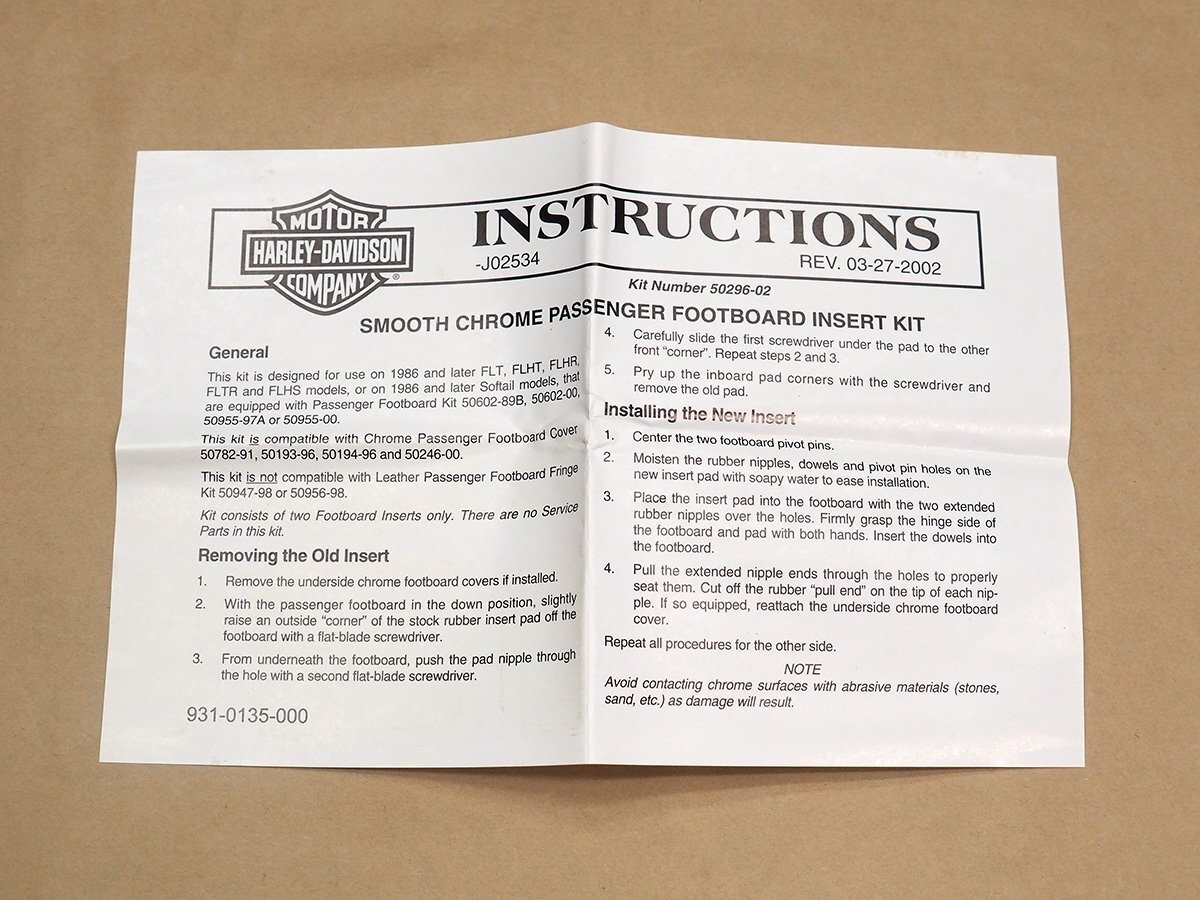 MOTOR
HARLEY-DAVIDSON
COMPANY®
INSTRUCTIONS
-J02534
REV. 03-27-2002
Kit Number 50296-02
SMOOTH CHROME PASSENGER FOOTBOARD INSERT KIT
General
This kit is designed for use on 1986 and later FLT, FLHT, FLHR,
FLTR and FLHS models, or on 1986 and later Softail models, that
are equipped with Passenger Footboard Kit 50602-89B, 50602-00,
50955-97A or 50955-00.
This kit is compatible with Chrome Passenger Footboard Cover
50782-91, 50193-96, 50194-96 and 50246-00.
This kit is not compatible with Leather Passenger Footboard Fringe
Kit 50947-98 or 50956-98.
Kit consists of two Footboard Inserts only. There are no Service
Parts in this kit.
Removing the Old Insert
1. Remove the underside chrome footboard covers if installed.
2. With the passenger footboard in the down position, slightly
raise an outside “corner” of the stock rubber insert pad off the
footboard with a flat-blade screwdriver.
3. From underneath the footboard, push the pad nipple through
the hole with a second flat-blade screwdriver.
931-0135-000
4. Carefully slide the first screwdriver under the pad to the other
front “corner”. Repeat steps 2 and 3.
5. Pry up the inboard pad corners with the screwdriver and
remove the old pad.
Installing the New Insert
1. Center the two footboard pivot pins.
2. Moisten the rubber nipples, dowels and pivot pin holes on the
new insert pad with soapy water to ease installation.
3. Place the insert pad into the footboard with the two extended
rubber nipples over the holes. Firmly grasp the hinge side of
the footboard and pad with both hands. Insert the dowels into
the footboard.
4. Pull the extended nipple ends through the holes to properly
seat them. Cut off the rubber “pull end” on the tip of each nip-
ple. If so equipped, reattach the underside chrome footboard
cover.
Repeat all procedures for the other side.
NOTE
Avoid contacting chrome surfaces with abrasive materials (stones,
sand, etc.) as damage will result.